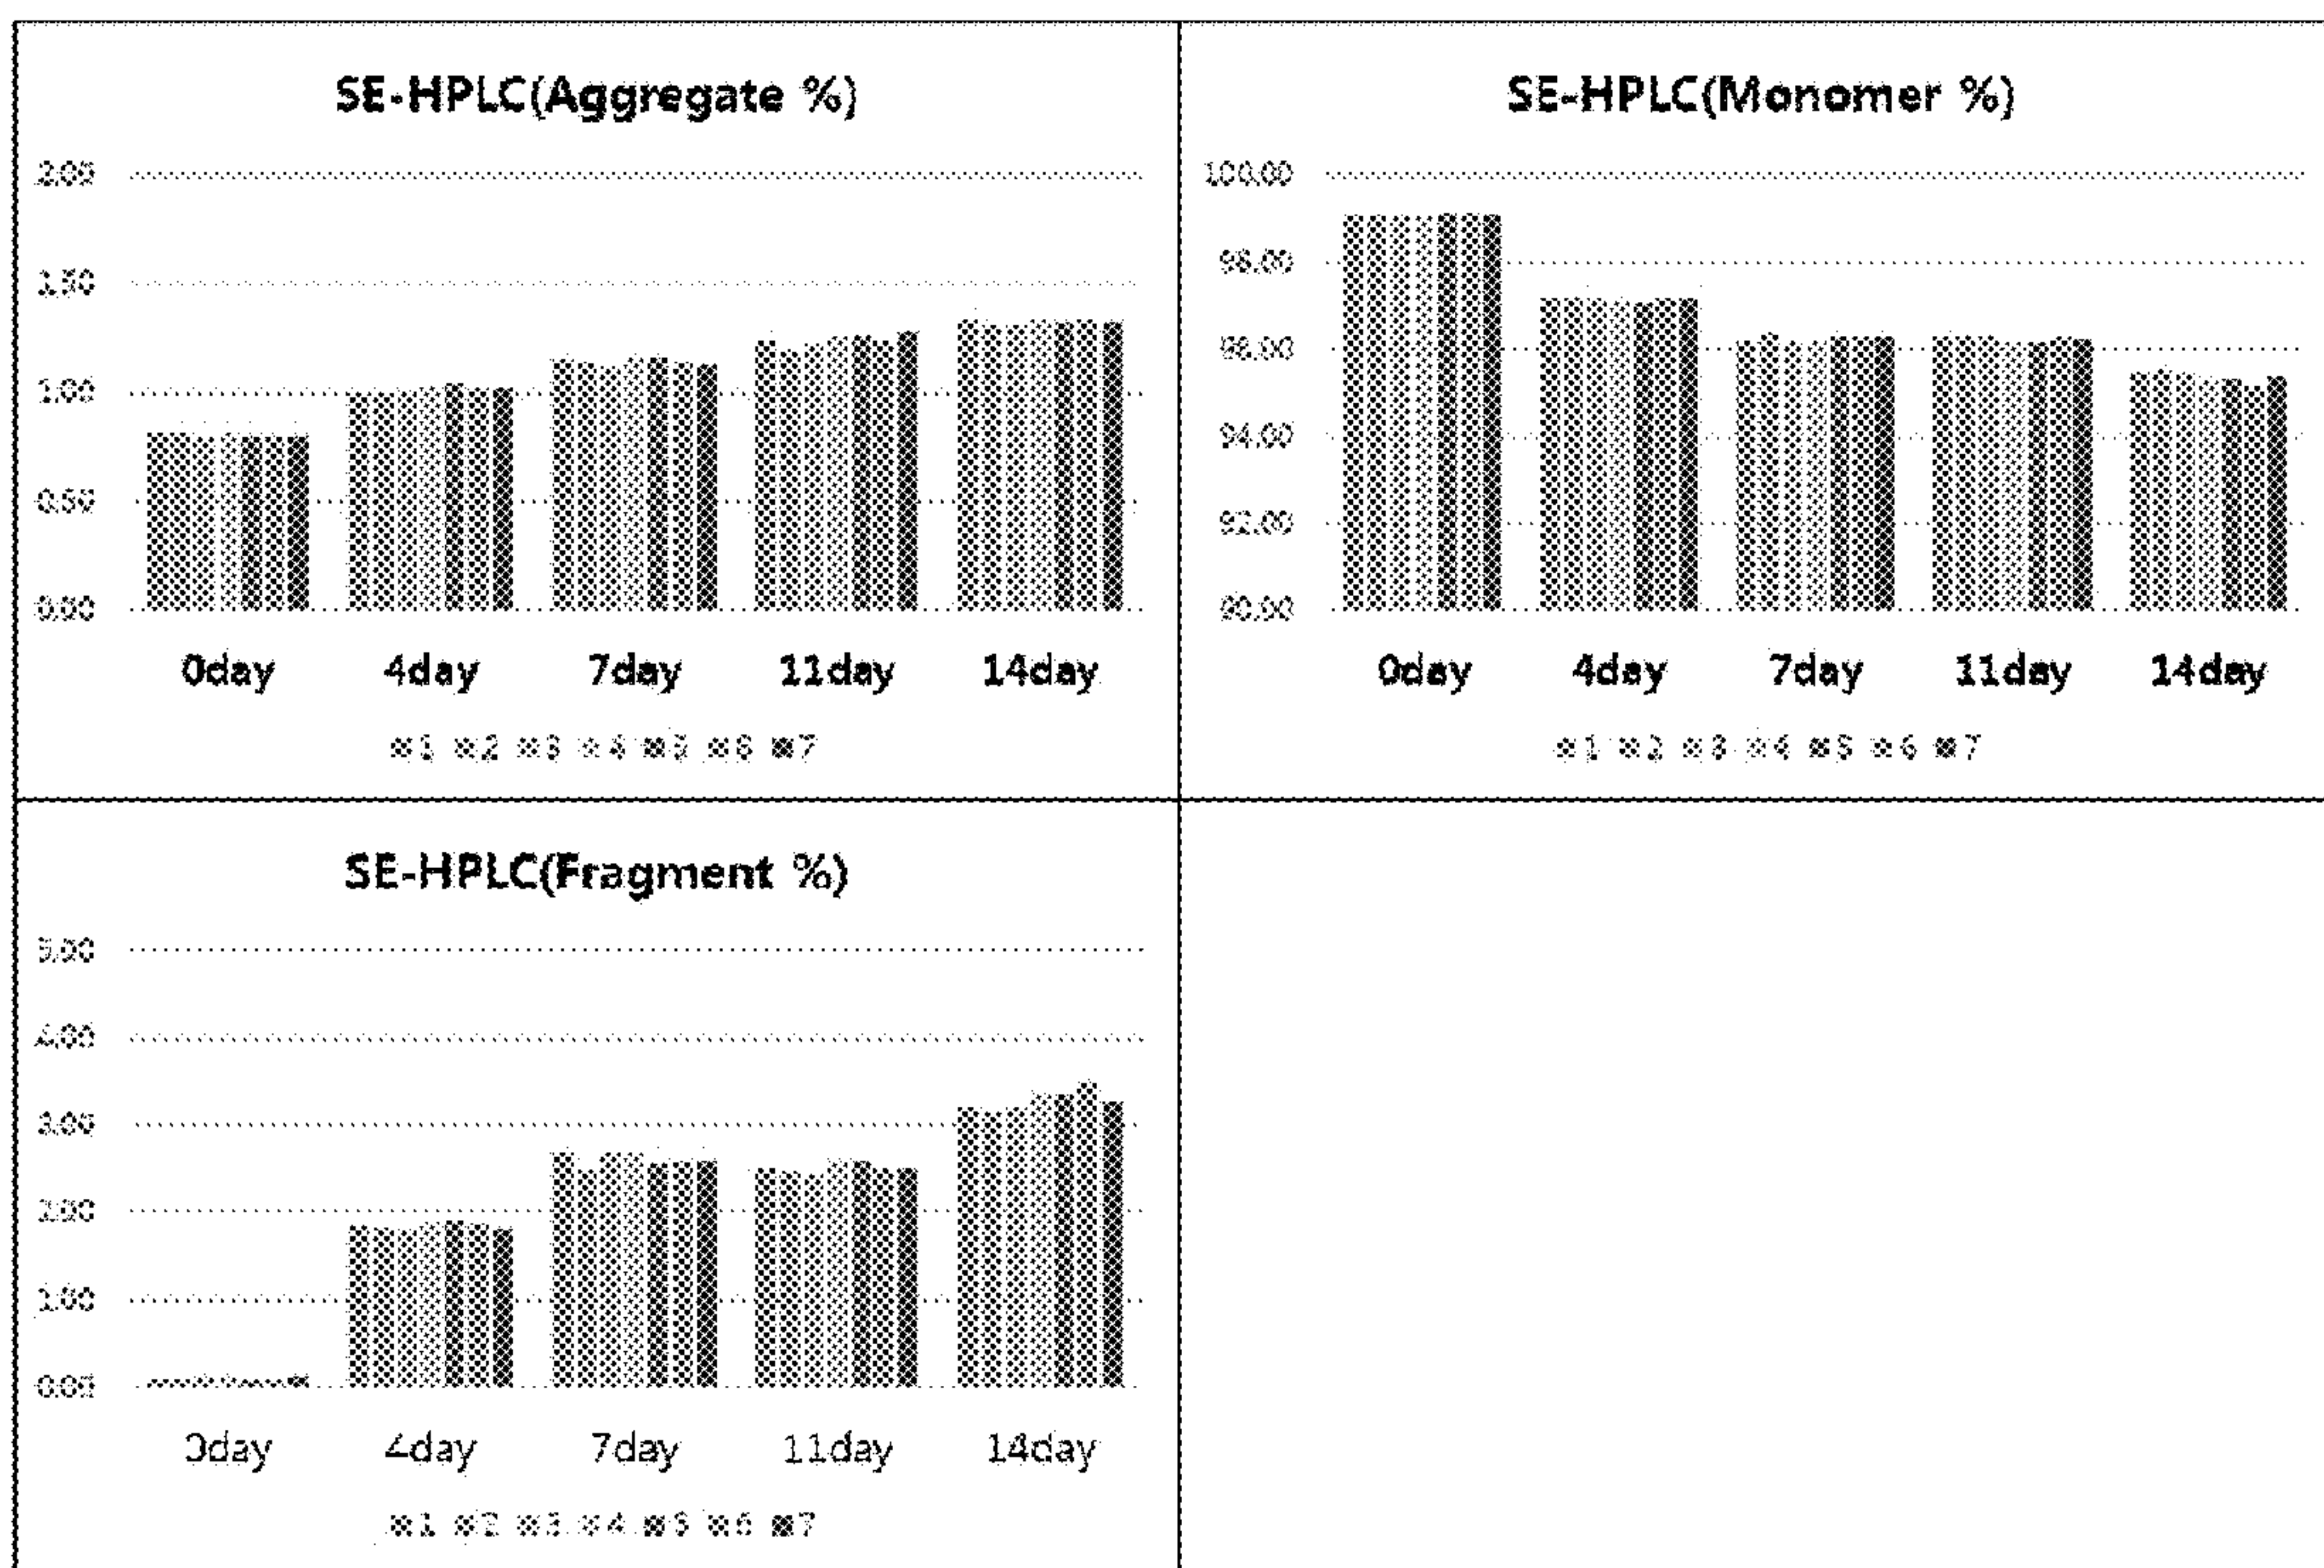 SE-HPLC(Aggregate %)
2.00
1.50
1.00
0.50
0.00
0day 4day 7day 11day 14day
1 2 3 4 5 6 7
SE-HPLC(Monomer %)
100.00
98.00
96.00
94.00
92.00
90.00
0day 4day 7day 11day 14day
1 2 3 4 5 6 7
SE-HPLC(Fragment %)
5.00
4.00
3.00
2.00
1.00
0.00
0day 4day 7day 11day 14day
1 2 3 4 5 6 7